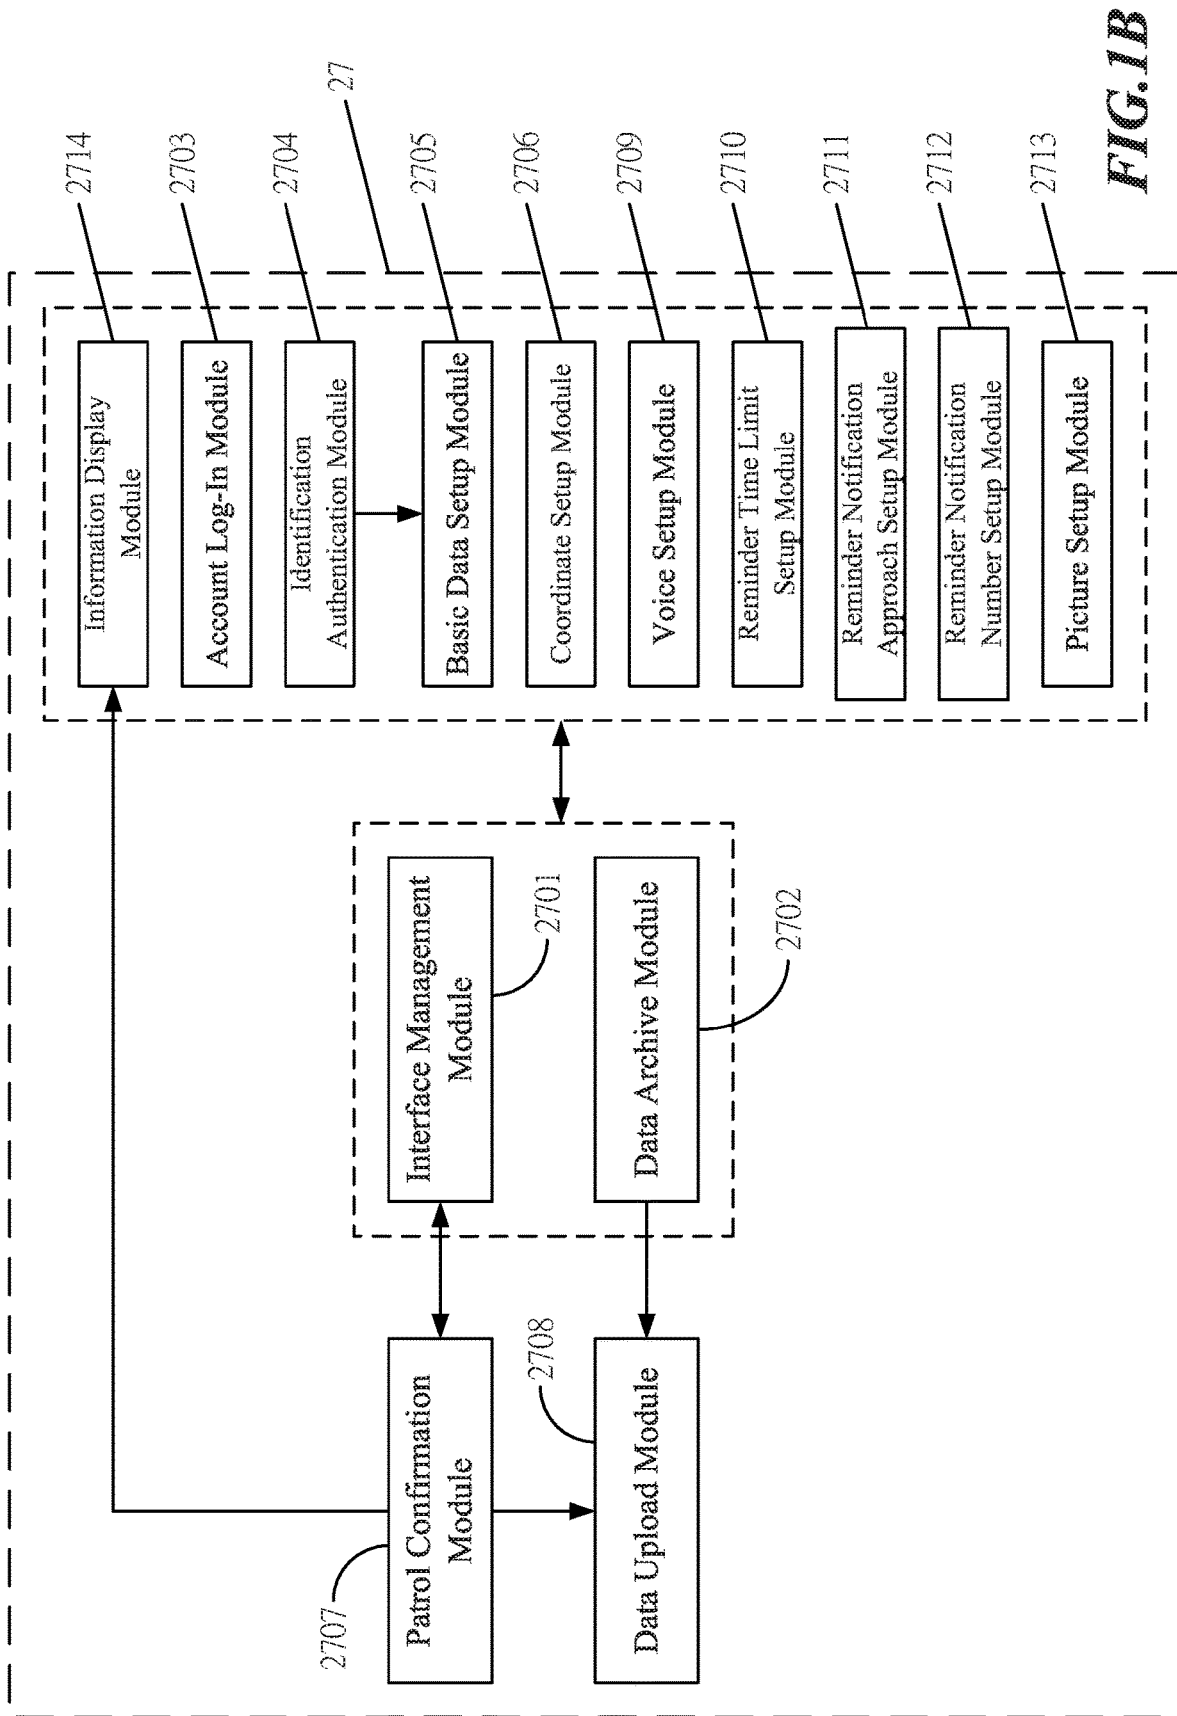 27
Information Display
Module
2714
Account Log-In Module
2703
Identification
Authentication Module
2704
Basic Data Setup Module
2705
Coordinate Setup Module
2706
Voice Setup Module
2709
Reminder Time Limit
Setup Module
2710
Reminder Notification
Approach Setup Module
2711
Reminder Notification
Number Setup Module
2712
Picture Setup Module
2713
Interface Management
Module
2701
Data Archive Module
2702
Patrol Confirmation
Module
2707
Data Upload Module
2708
FIG.1B